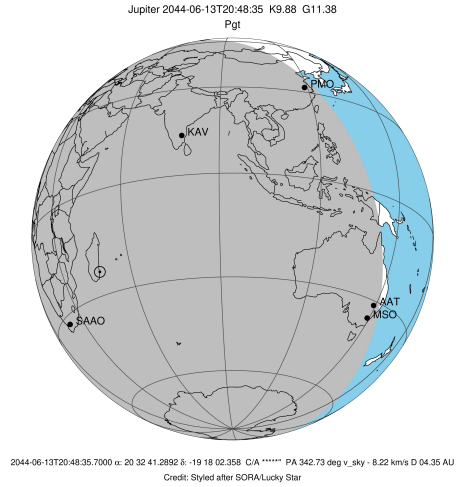 Jupiter 2044-06-13T20:48:35 K9.88 G11.38
Pgt
PMO
KAV
AAT
MSO
SAAO
2044-06-13T20:48:35.7000 α: 20 32 41.2892 δ: -19 18 02.358 C/A *****" PA 342.73 deg v_sky - 8.22 km/s D 04.35 AU
Credit: Styled after SORA/Lucky Star